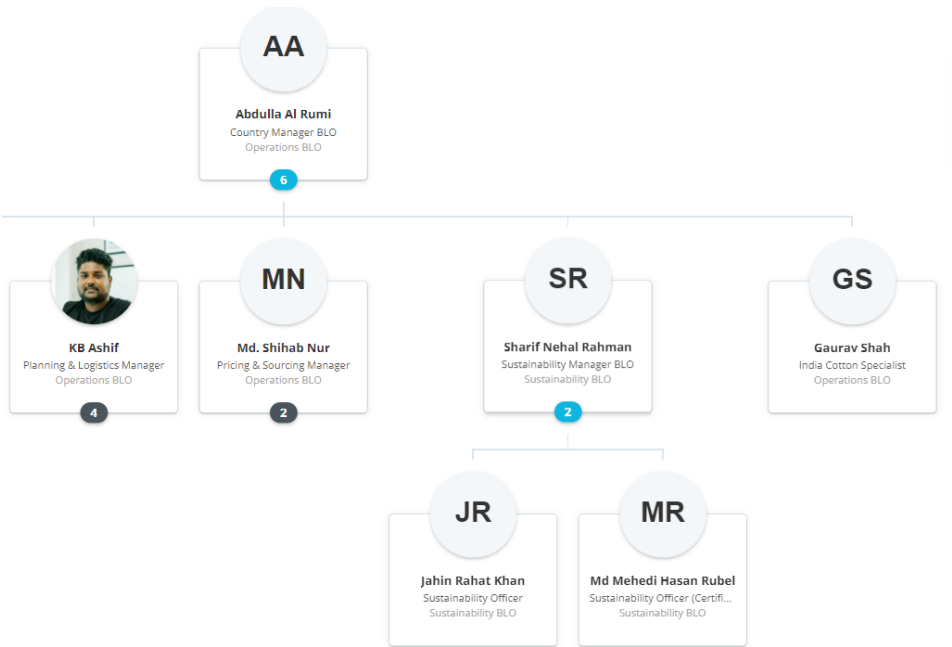 AA
Abdulla Al Rumi
Country Manager BLO
Operations BLO
6
KB Ashif
Planning & Logistics Manager
Operations BLO
4
MN
Md. Shihab Nur
Pricing & Sourcing Manager
Operations BLO
2
SR
Sharif Nehal Rahman
Sustainability Manager BLO
Sustainability BLO
2
GS
Gaurav Shah
India Cotton Specialist
Operations BLO
JR
Jahin Rahat Khan
Sustainability Officer
Sustainability BLO
MR
Md Mehedi Hasan Rubel
Sustainability Officer (Certifi...
Sustainability BLO